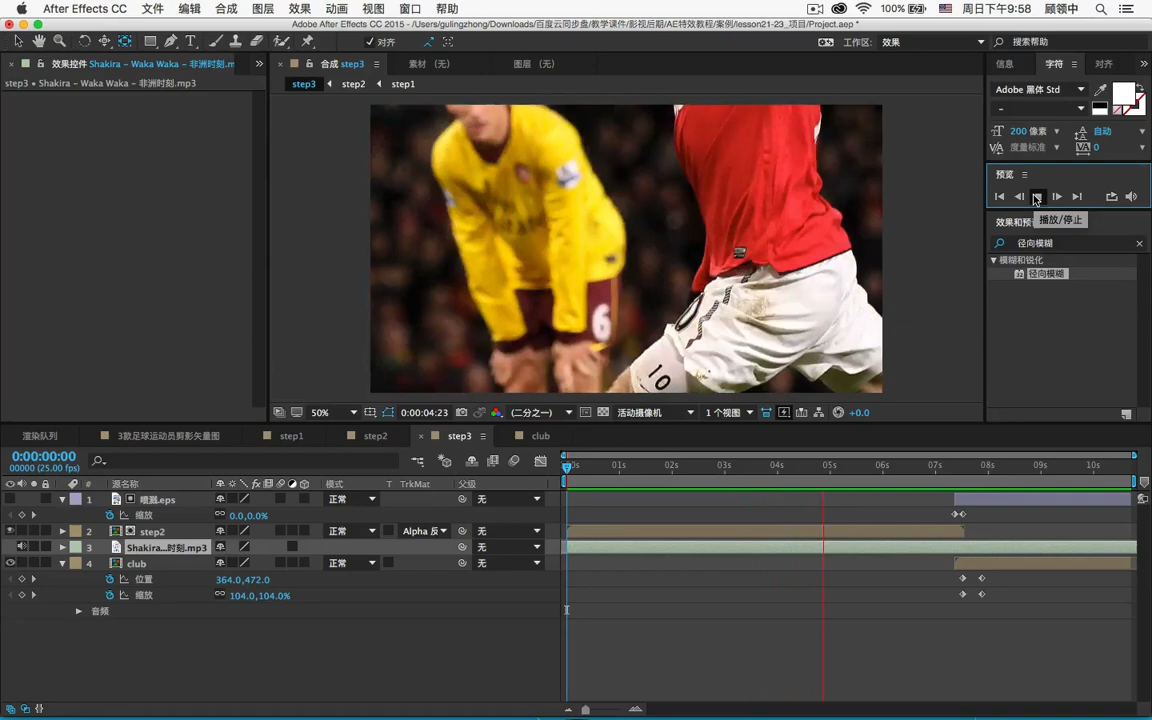 After Effects CC 文件 编辑 合成 图层 效果 动画 视图 窗口 帮助 100% 周日下午9:58 顾领中
Adobe After Effects CC 2015 - /Users/gulingzhong/Downloads/百度云同步盘/教学课件/影视后期/AE特效教程/案例/lesson21-23_项目/Project.aep *
对齐 工作区: 效果 搜索帮助
效果控件 Shakira – Waka Waka – 非洲时刻.m 合成 step3 素材 (无) 图层 (无) 信息 字符 对齐
step3 • Shakira – Waka Waka – 非洲时刻.mp3 step3 step2 step1
Adobe 黑体 Std
-
200 像素 自动
度量标准 0
预览
播放/停止
效果和预
径向模糊
模糊和锐化
径向模糊
6
10
50% 0:00:04:23 (二分之一) 活动摄像机 1 个视图 +0.0
渲染队列 3款足球运动员剪影矢量图 step1 step2 step3 club
0:00:00:00
00000 (25.00 fps)
01s 02s 03s 04s 05s 06s 07s 08s 09s 10s
# 源名称 模式 T TrkMat 父级
1 喷溅.eps 正常 无
缩放 0.0,0.0%
2 step2 正常 Alpha 反 无
3 Shakira...时刻.mp3 无
4 club 正常 无
位置 364.0,472.0
缩放 104.0,104.0%
音频